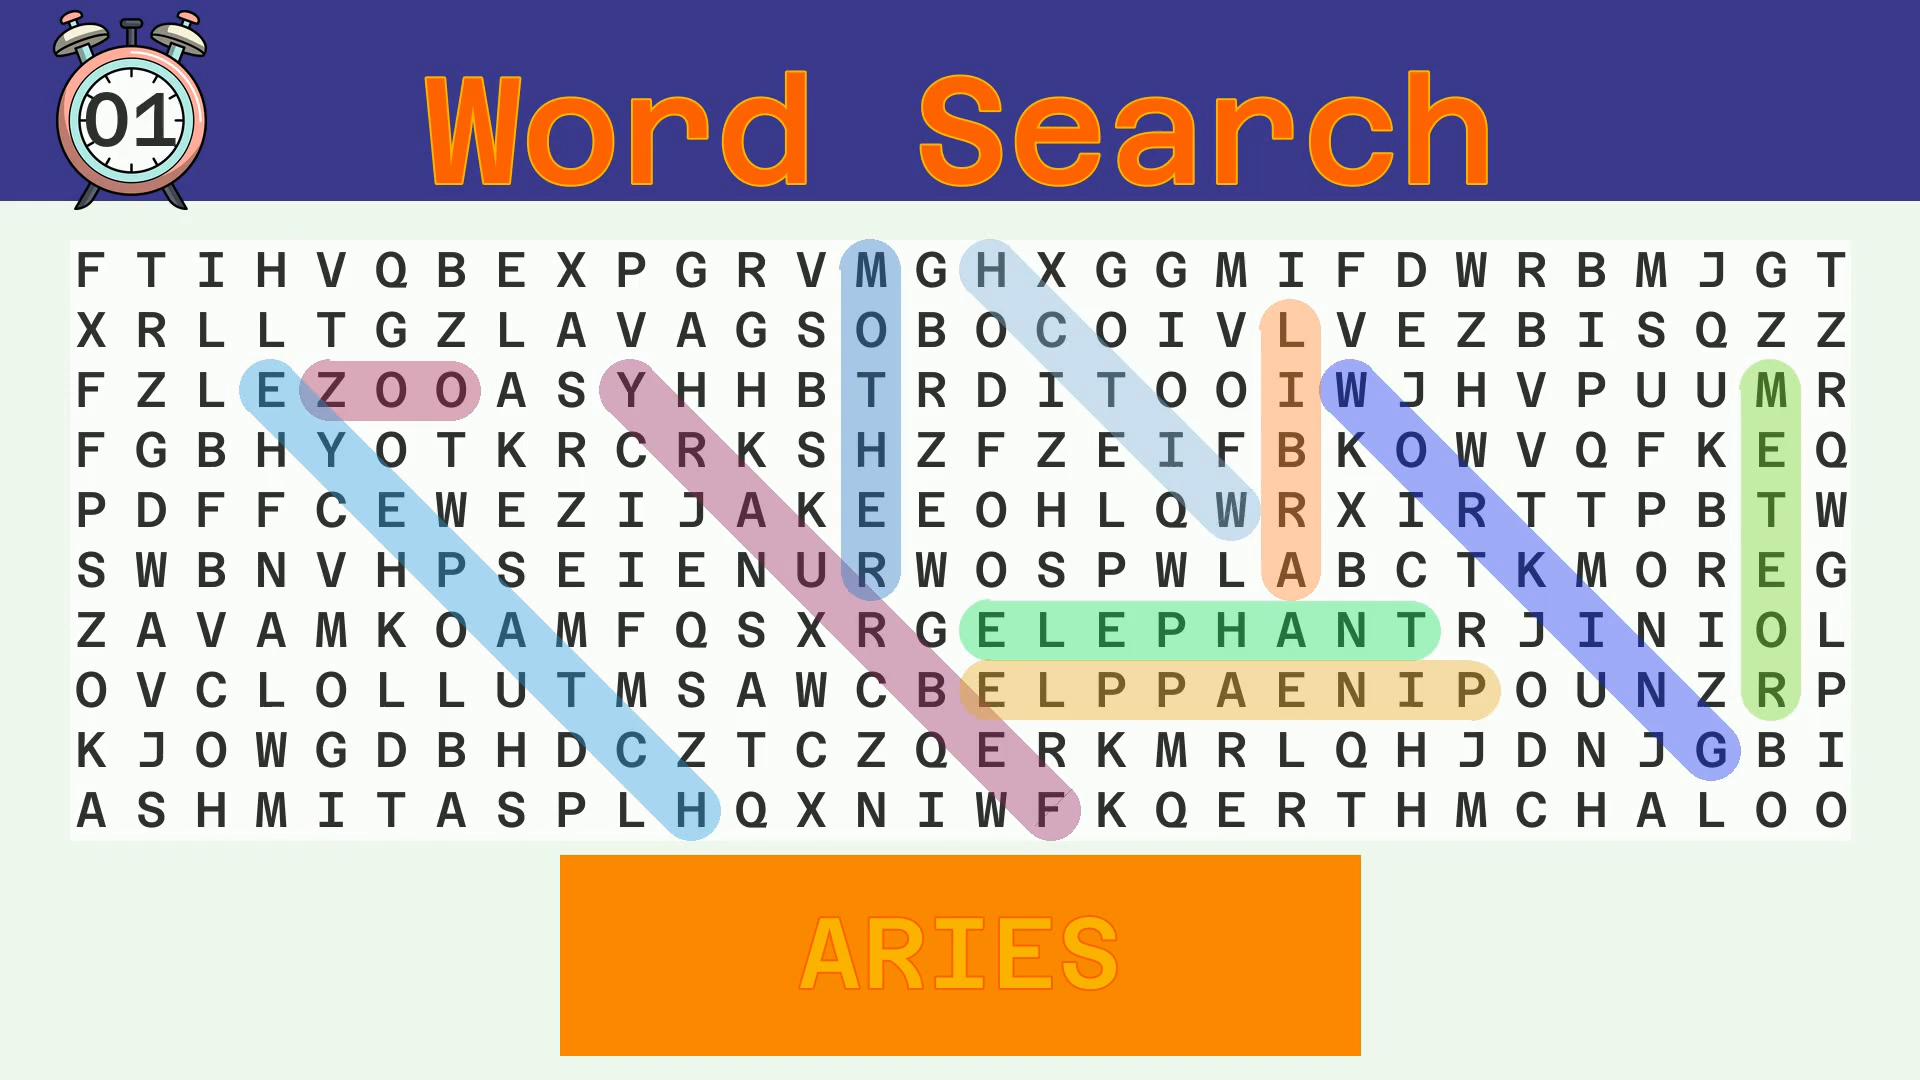 01
Word Search
F T I H V Q B E X P G R V M G H X G G M I F D W R B M J G T
X R L L T G Z L A V A G S O B O C O I V L V E Z B I S Q Z Z
F Z L E Z O O A S Y H H B T R D I T O O I W J H V P U U M R
F G B H Y O T K R C R K S H Z F Z E I F B K O W V Q F K E Q
P D F F C E W E Z I J A K E E O H L Q W R X I R T T P B T W
S W B N V H P S E I E N U R W O S P W L A B C T K M O R E G
Z A V A M K O A M F Q S X R G E L E P H A N T R J I N I O L
O V C L O L L U T M S A W C B E L P P A E N I P O U N Z R P
K J O W G D B H D C Z T C Z Q E R K M R L Q H J D N J G B I
A S H M I T A S P L H Q X N I W F K Q E R T H M C H A L O O
ARIES